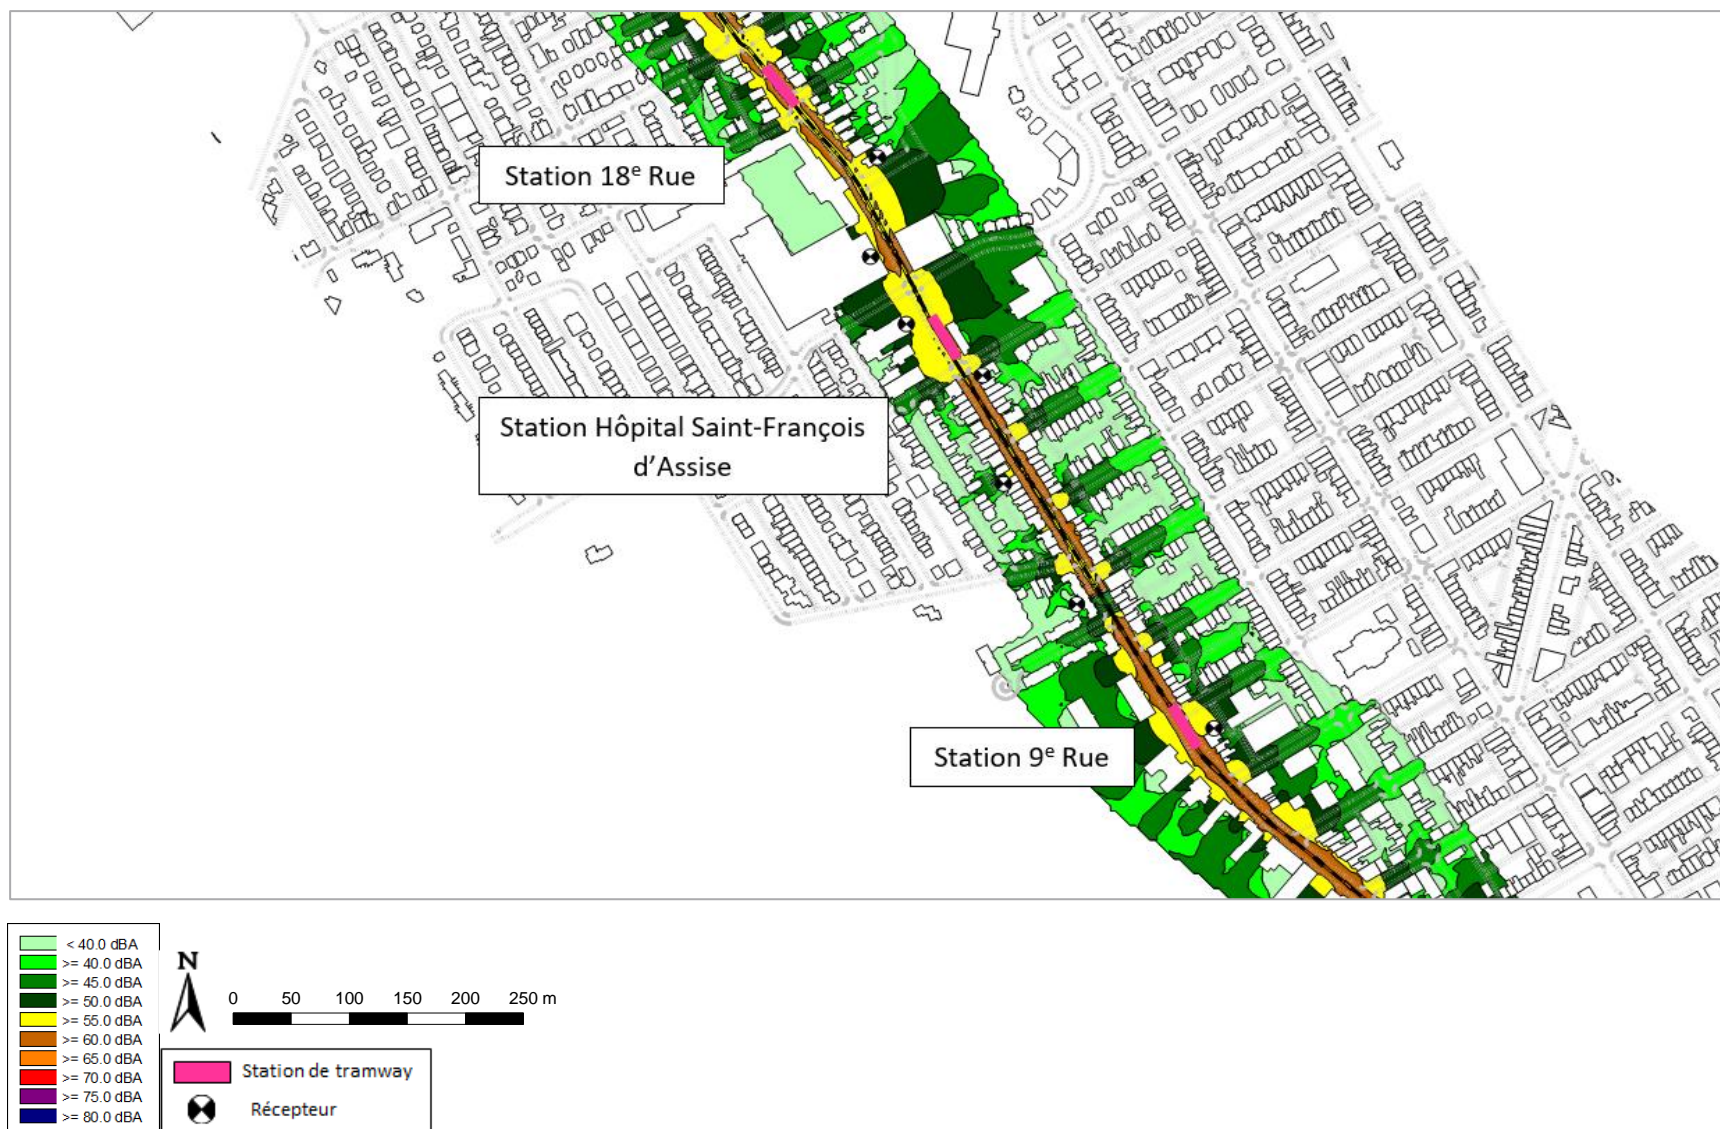 Station 18e Rue
Station Hôpital Saint-François
d'Assise
Station 9e Rue
< 40.0 dBA
>= 40.0 dBA
>= 45.0 dBA
>= 50.0 dBA
>= 55.0 dBA
>= 60.0 dBA
>= 65.0 dBA
>= 70.0 dBA
>= 75.0 dBA
>= 80.0 dBA
N
0 50 100 150 200 250 m
Station de tramway
Récepteur